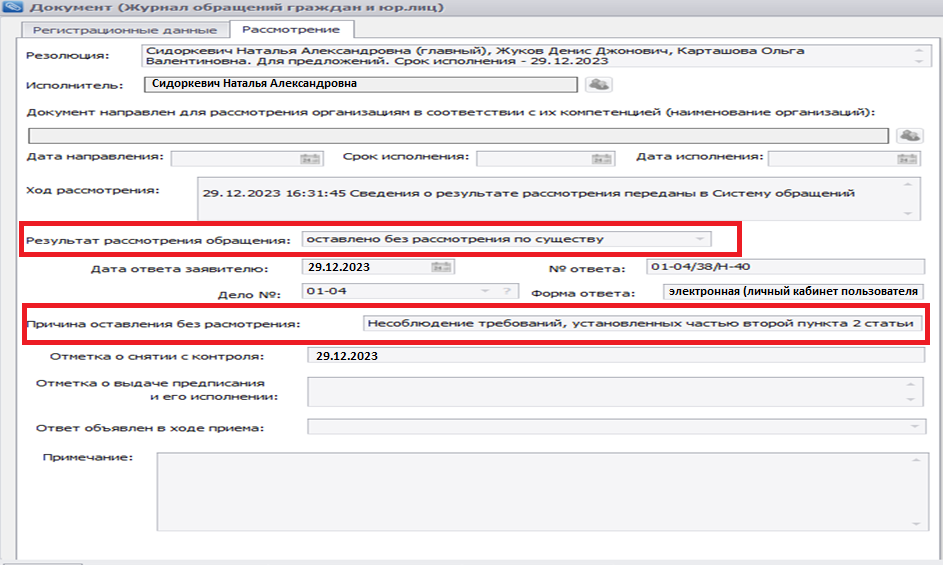 Документ (Журнал обращений граждан и юр.лиц)
Регистрационные данные Рассмотрение
Резолюция: Сидоркевич Наталья Александровна (главный), Жуков Денис Джонович, Карташова Ольга
Валентиновна. Для предложений. Срок исполнения - 29.12.2023
Исполнитель: Сидоркевич Наталья Александровна
Документ направлен для рассмотрения организациям в соответствии с их компетенцией (наименование организаций):
Дата направления: Срок исполнения: Дата исполнения:
Ход рассмотрения: 29.12.2023 16:31:45 Сведения о результате рассмотрения переданы в Систему обращений
Результат рассмотрения обращения: оставлено без рассмотрения по существу
Дата ответа заявителю: 29.12.2023 № ответа: 01-04/38/Н-40
Дело №: 01-04 ? Форма ответа: электронная (личный кабинет пользователя
Причина оставления без расмотрения: Несоблюдение требований, установленных частью второй пункта 2 статьи
Отметка о снятии с контроля: 29.12.2023
Отметка о выдаче предписания
и его исполнении:
Ответ объявлен в ходе приема:
Примечание: